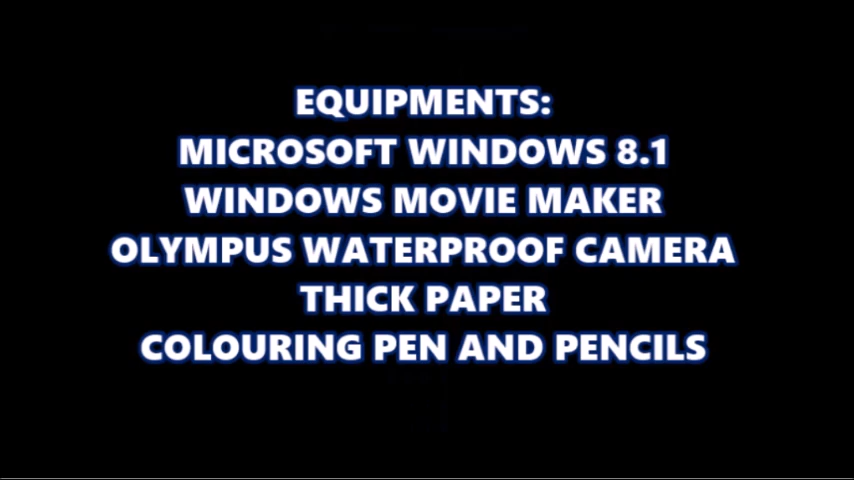 EQUIPMENTS:
MICROSOFT WINDOWS 8.1
WINDOWS MOVIE MAKER
OLYMPUS WATERPROOF CAMERA
THICK PAPER
COLOURING PEN AND PENCILS